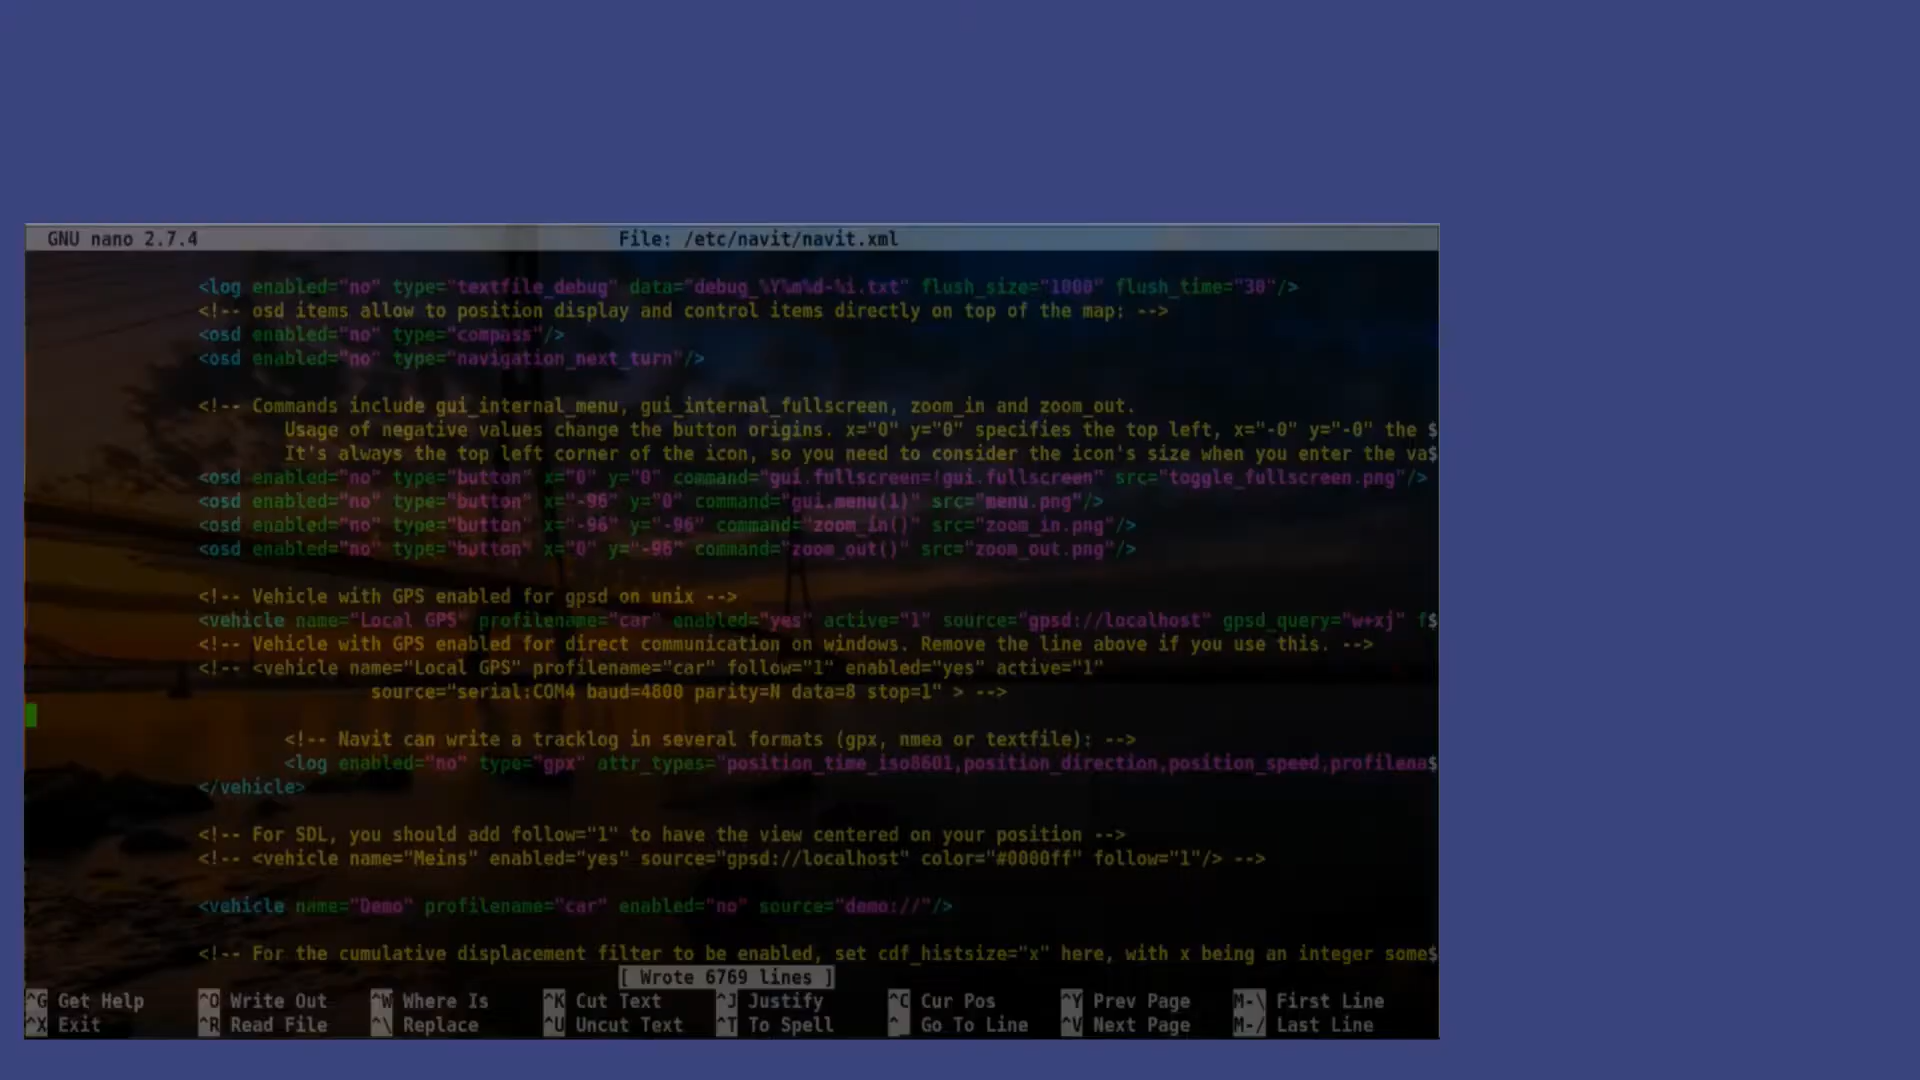 GNU nano 2.7.4 File: /etc/navit/navit.xml
<log enabled="no" type="textfile_debug" data="debug_%Y%m%d-%i.txt" flush_size="1000" flush_time="30"/>
<!-- osd items allow to position display and control items directly on top of the map: -->
<osd enabled="no" type="compass"/>
<osd enabled="no" type="navigation_next_turn"/>
<!-- Commands include gui_internal_menu, gui_internal_fullscreen, zoom_in and zoom_out.
Usage of negative values change the button origins. x="0" y="0" specifies the top left, x="-0" y="-0" the $
It's always the top left corner of the icon, so you need to consider the icon's size when you enter the va$
<osd enabled="no" type="button" x="0" y="0" command="gui.fullscreen=!gui.fullscreen" src="toggle_fullscreen.png"/>
<osd enabled="no" type="button" x="-96" y="0" command="gui.menu(1)" src="menu.png"/>
<osd enabled="no" type="button" x="-96" y="-96" command="zoom_in()" src="zoom_in.png"/>
<osd enabled="no" type="button" x="0" y="-96" command="zoom_out()" src="zoom_out.png"/>
<!-- Vehicle with GPS enabled for gpsd on unix -->
<vehicle name="Local GPS" profilename="car" enabled="yes" active="1" source="gpsd://localhost" gpsd_query="w+xj" f$
<!-- Vehicle with GPS enabled for direct communication on windows. Remove the line above if you use this. -->
<!-- <vehicle name="Local GPS" profilename="car" follow="1" enabled="yes" active="1"
source="serial:COM4 baud=4800 parity=N data=8 stop=1" > -->
<!-- Navit can write a tracklog in several formats (gpx, nmea or textfile): -->
<log enabled="no" type="gpx" attr_types="position_time_iso8601,position_direction,position_speed,profilena$
</vehicle>
<!-- For SDL, you should add follow="1" to have the view centered on your position -->
<!-- <vehicle name="Meins" enabled="yes" source="gpsd://localhost" color="#0000ff" follow="1"/> -->
<vehicle name="Demo" profilename="car" enabled="no" source="demo://"/>
<!-- For the cumulative displacement filter to be enabled, set cdf_histsize="x" here, with x being an integer some$
[ Wrote 6769 lines ]
^G Get Help ^O Write Out ^W Where Is ^K Cut Text ^J Justify ^C Cur Pos ^Y Prev Page M-\ First Line
^X Exit ^R Read File ^\ Replace ^U Uncut Text ^T To Spell ^_ Go To Line ^V Next Page M-/ Last Line